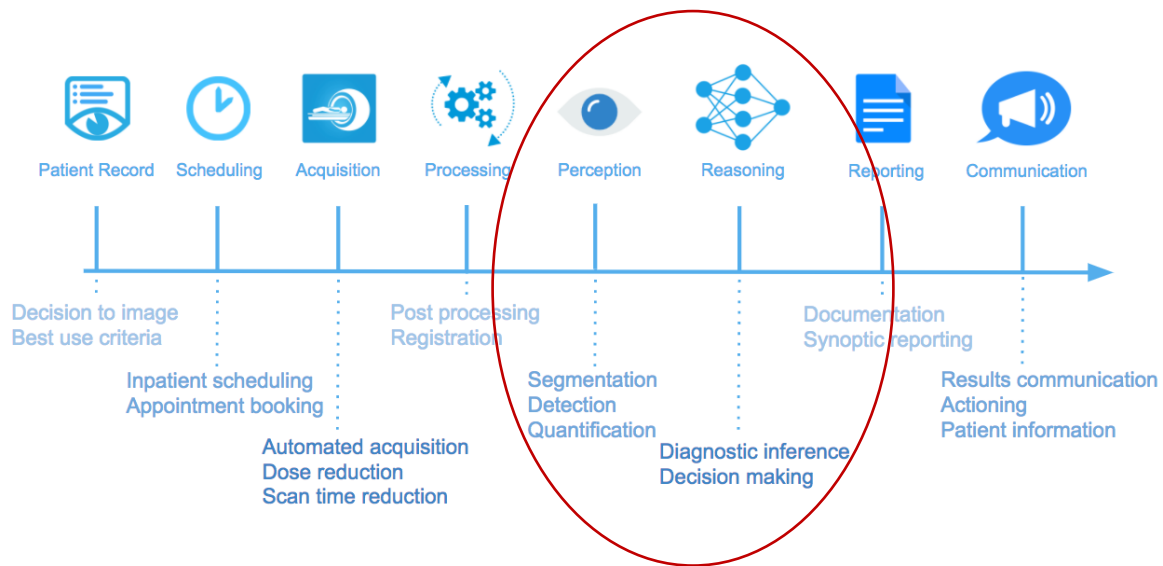 Patient Record
Scheduling
Acquisition
Processing
Perception
Reasoning
Reporting
Communication
Decision to image
Best use criteria
Inpatient scheduling
Appointment booking
Automated acquisition
Dose reduction
Scan time reduction
Post processing
Registration
Segmentation
Detection
Quantification
Diagnostic inference
Decision making
Documentation
Synoptic reporting
Results communication
Actioning
Patient information